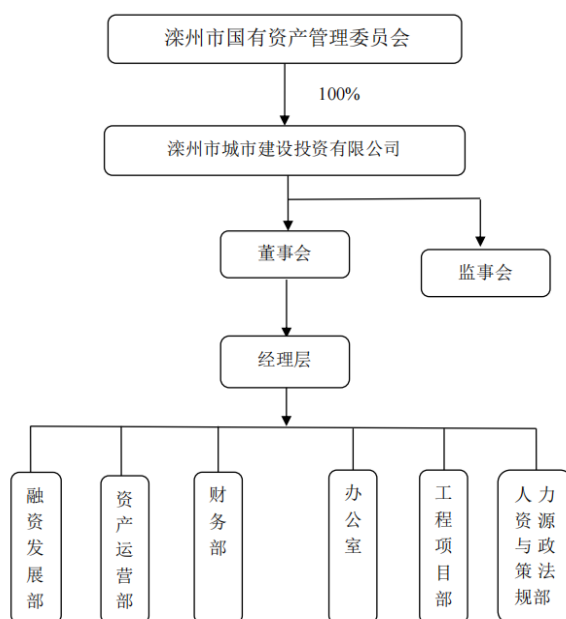 滦州市国有资产管理委员会
100%
滦州市城市建设投资有限公司
董事会
监事会
经理层
融资发展部
资产运营部
财务部
办公室
工程项目部
人力资源与政策法规部